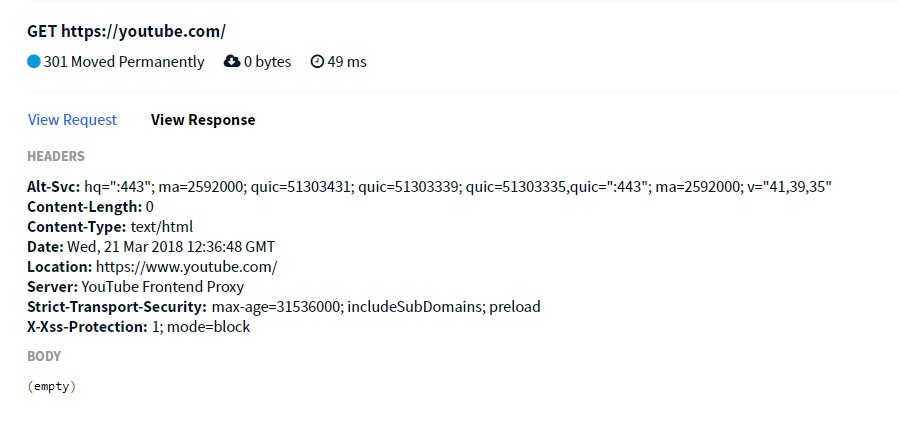 GET https://youtube.com/
301 Moved Permanently 0 bytes 49 ms
View Request View Response
HEADERS
Alt-Svc: hq=":443"; ma=2592000; quic=51303431; quic=51303339; quic=51303335,quic=":443"; ma=2592000; v="41,39,35"
Content-Length: 0
Content-Type: text/html
Date: Wed, 21 Mar 2018 12:36:48 GMT
Location: https://www.youtube.com/
Server: YouTube Frontend Proxy
Strict-Transport-Security: max-age=31536000; includeSubDomains; preload
X-Xss-Protection: 1; mode=block
BODY
(empty)